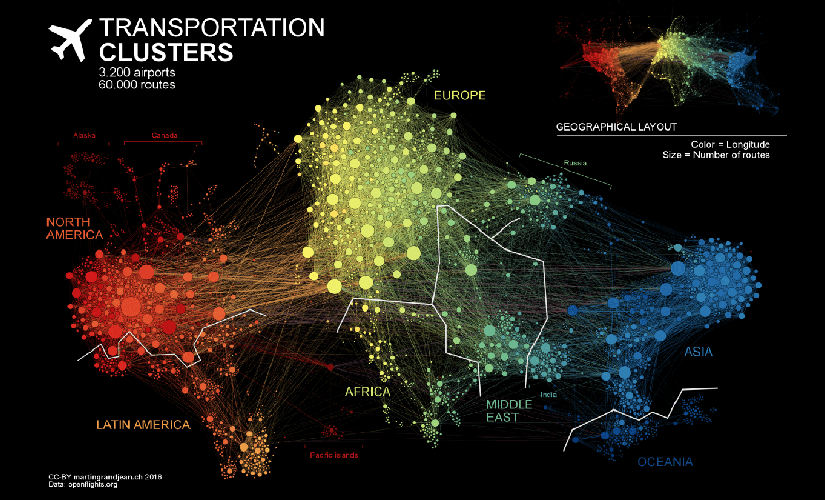 TRANSPORTATION
CLUSTERS
3,200 airports
60,000 routes
EUROPE
GEOGRAPHICAL LAYOUT
Color = Longitude
Size = Number of routes
Alaska
Canada
Russia
NORTH
AMERICA
ASIA
AFRICA
India
MIDDLE
EAST
LATIN AMERICA
Pacific islands
OCEANIA
CC-BY martingrandjean.ch 2016
Data: openflights.org